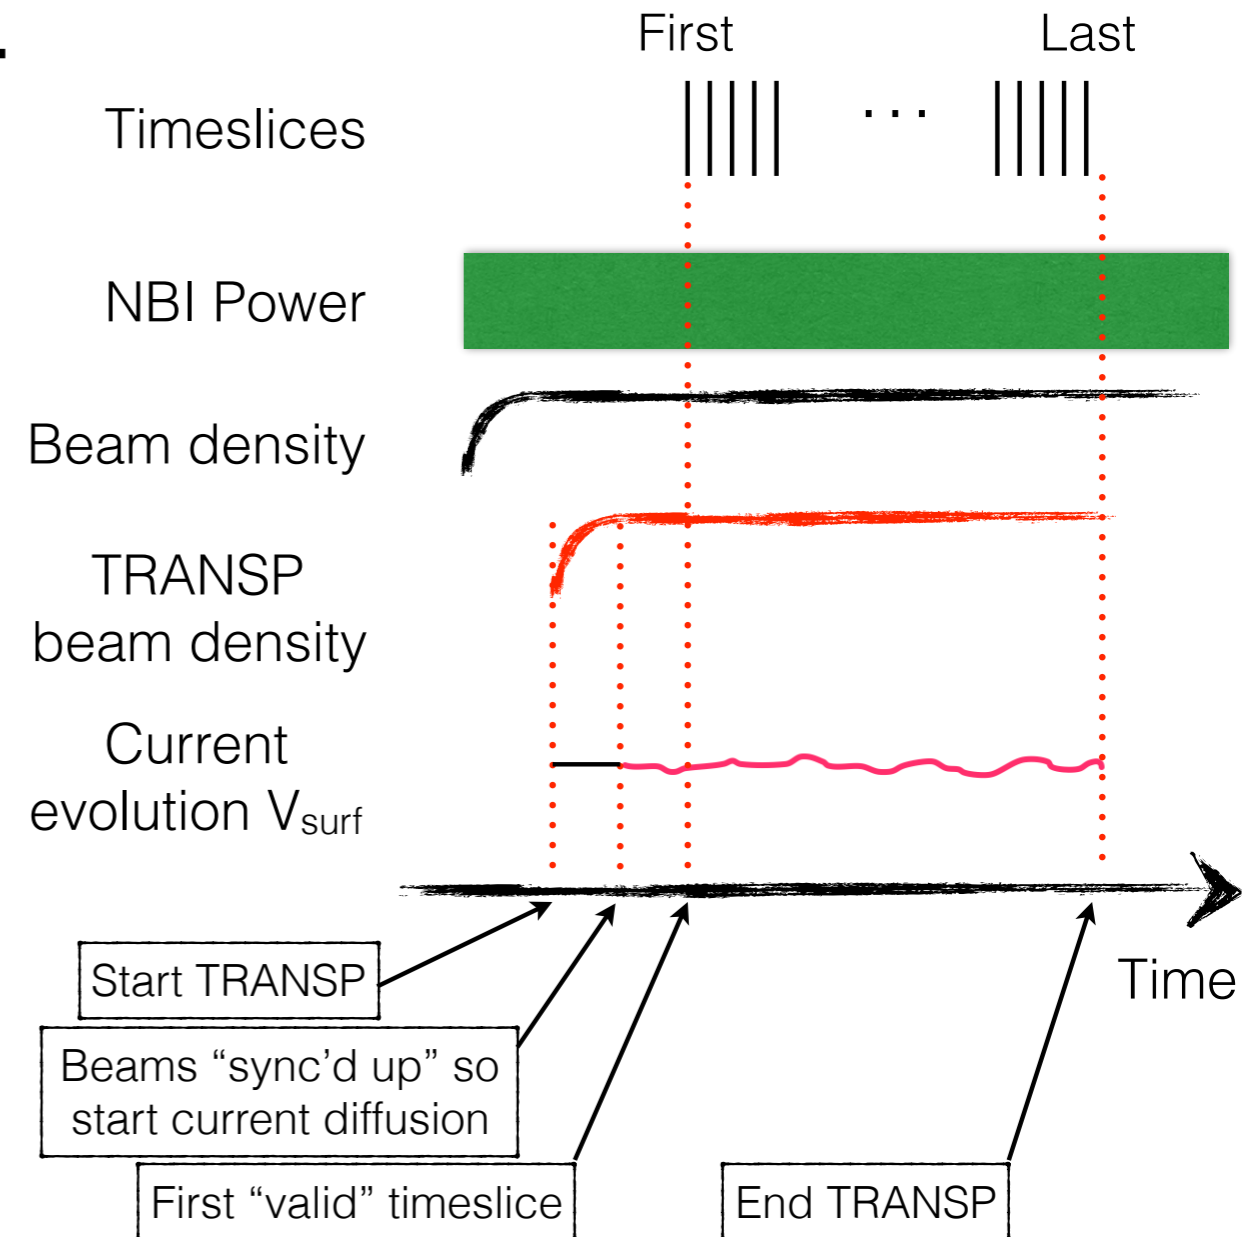 First
Last
Timeslices
...
NBI Power
Beam density
TRANSP
beam density
Current
evolution Vsurf
Time
Start TRANSP
Beams “sync’d up” so
start current diffusion
First “valid” timeslice
End TRANSP